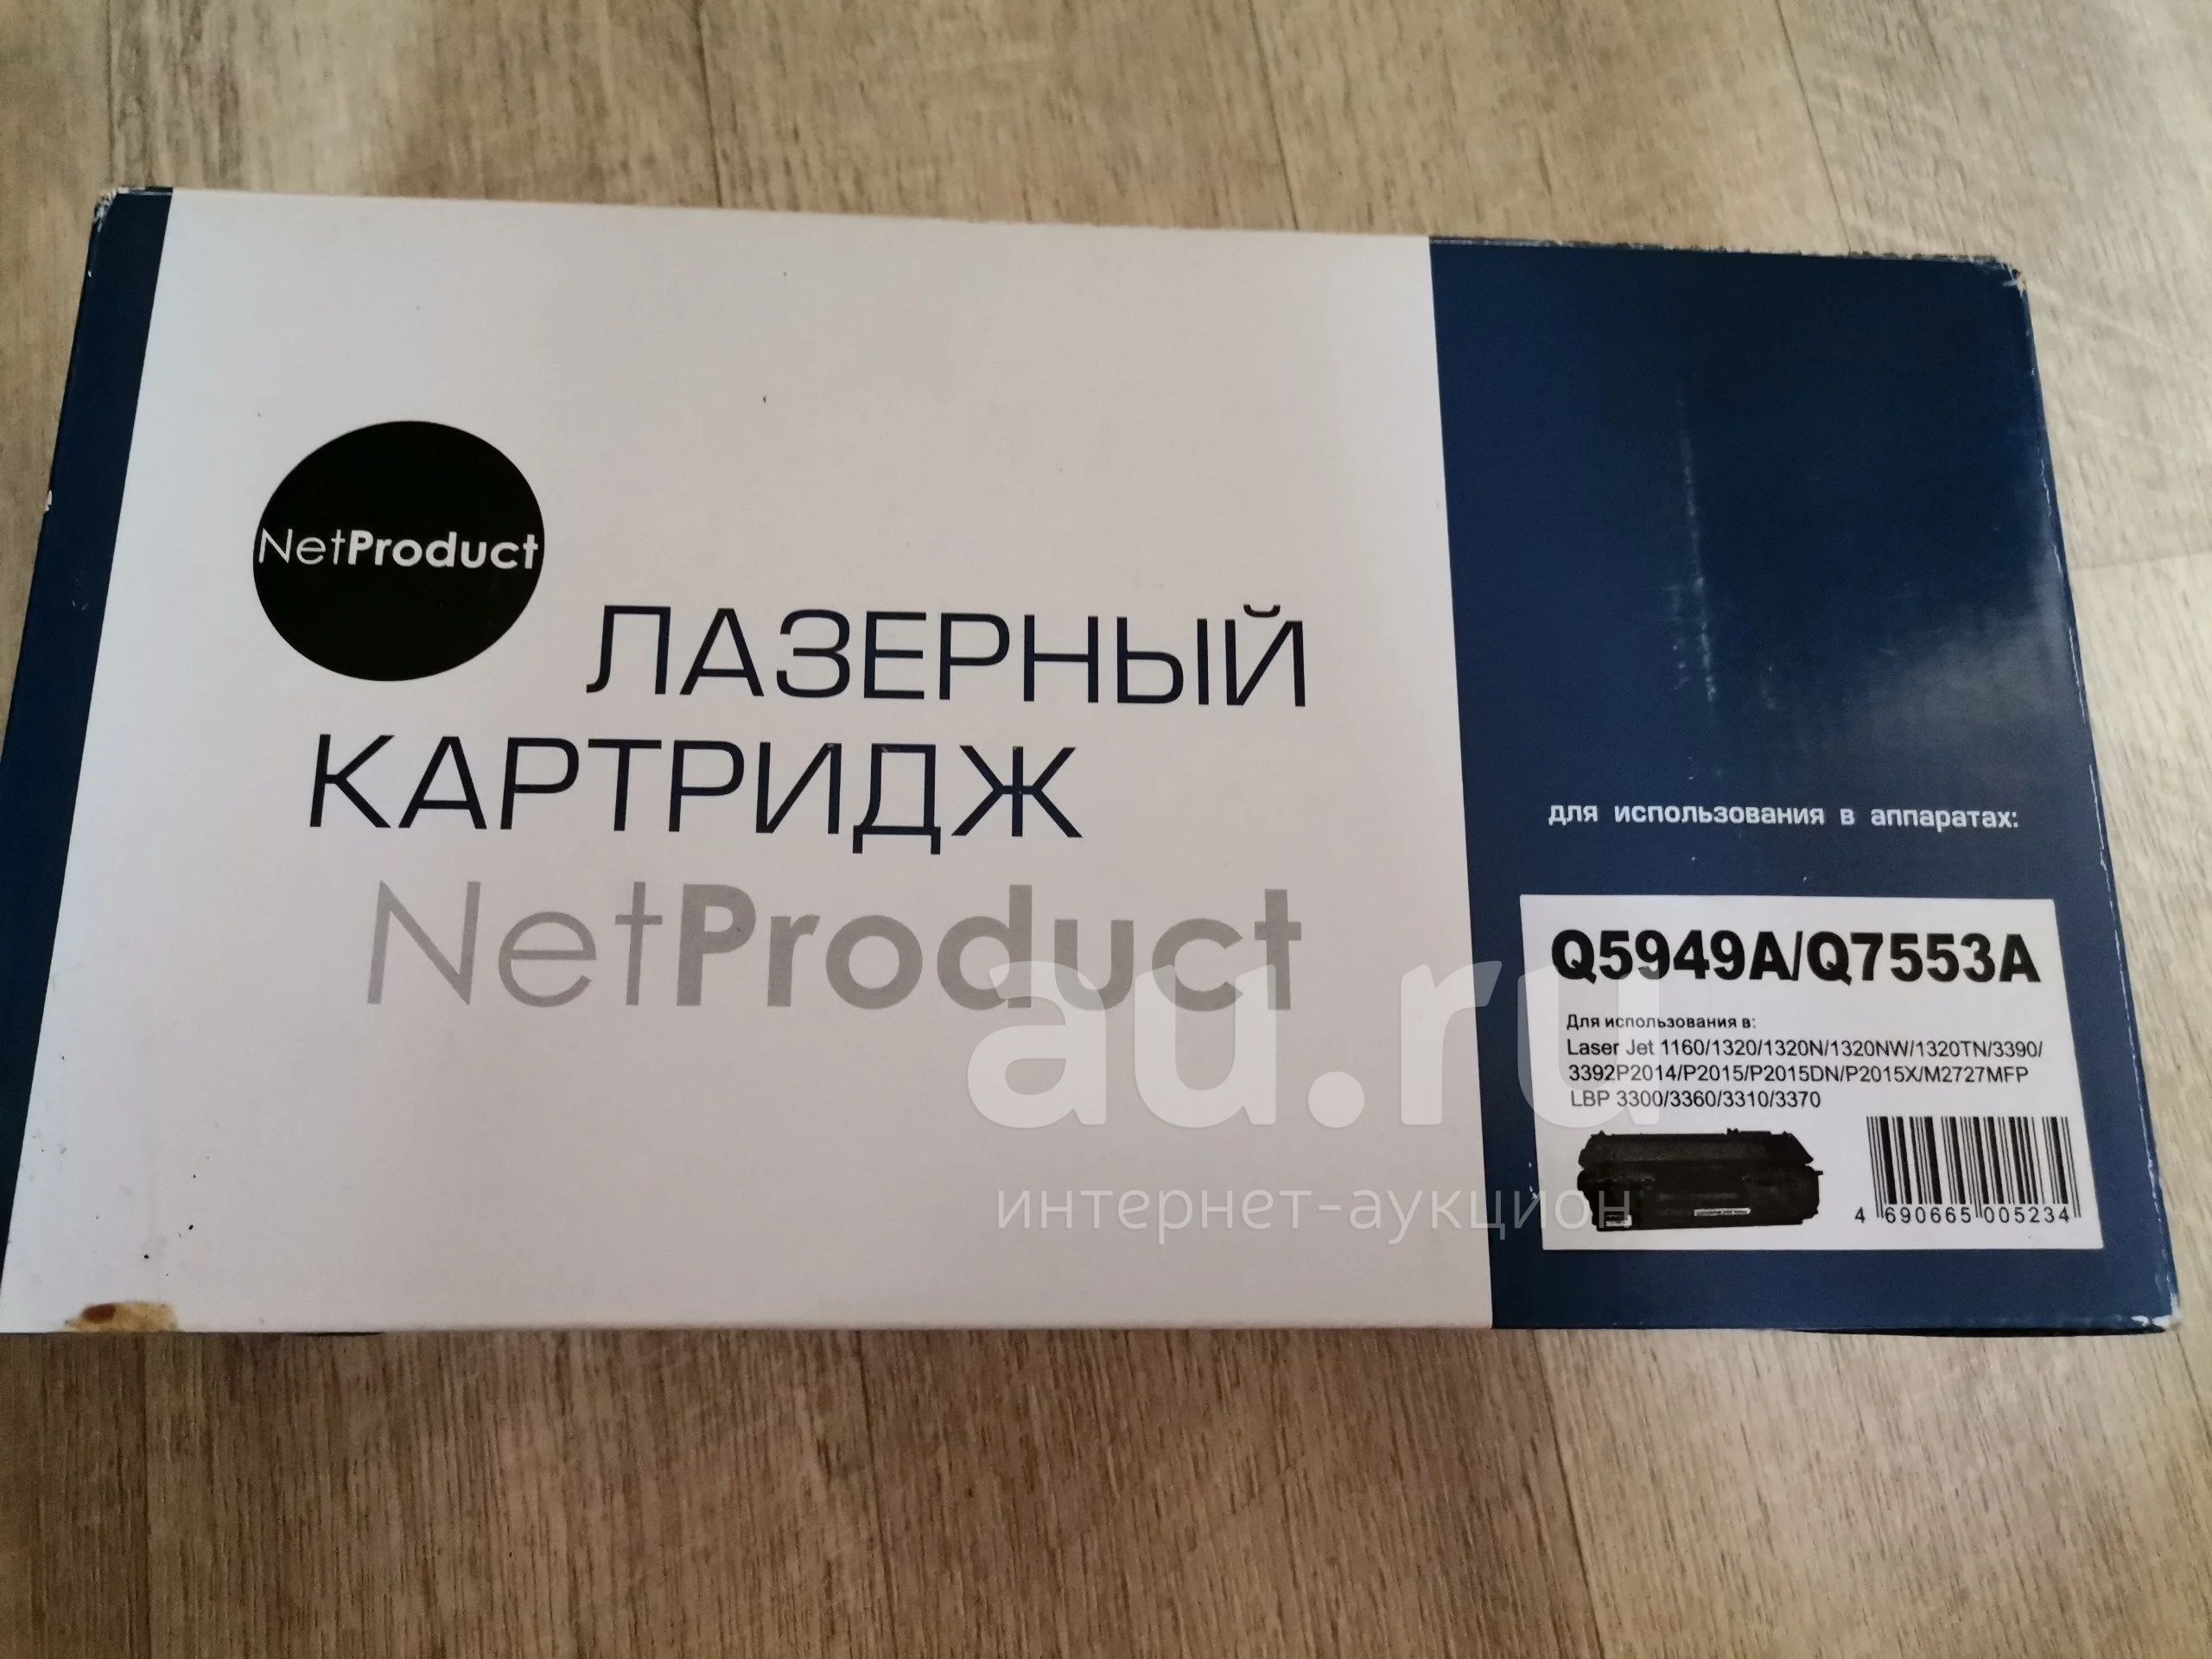 NetProduct
ЛАЗЕРНЫЙ
КАРТРИДЖ
NetProduct
для использования в аппаратах:
Q5949A/Q7553A
Для использования в:
Laser Jet 1160/1320/1320N/1320NW/1320TN/3390/
3392P2014/P2015/P2015DN/P2015X/M2727MFP
LBP 3300/3360/3310/3370
4 690665 005234
au.ru
интернет-аукцион